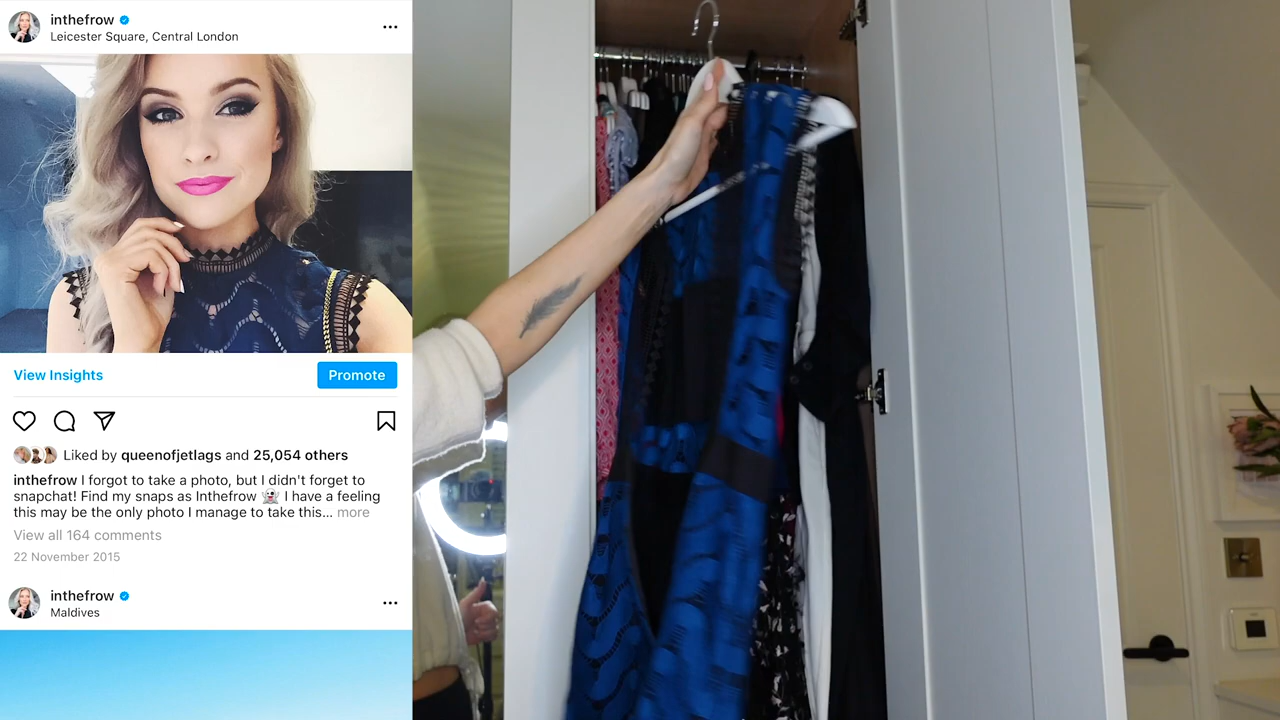 inthefrow
Leicester Square, Central London
View Insights
Promote
Liked by queenofjetlags and 25,054 others
inthefrow I forgot to take a photo, but I didn't forget to
snapchat! Find my snaps as Inthefrow 👻 I have a feeling
this may be the only photo I manage to take this... more
View all 164 comments
22 November 2015
inthefrow
Maldives